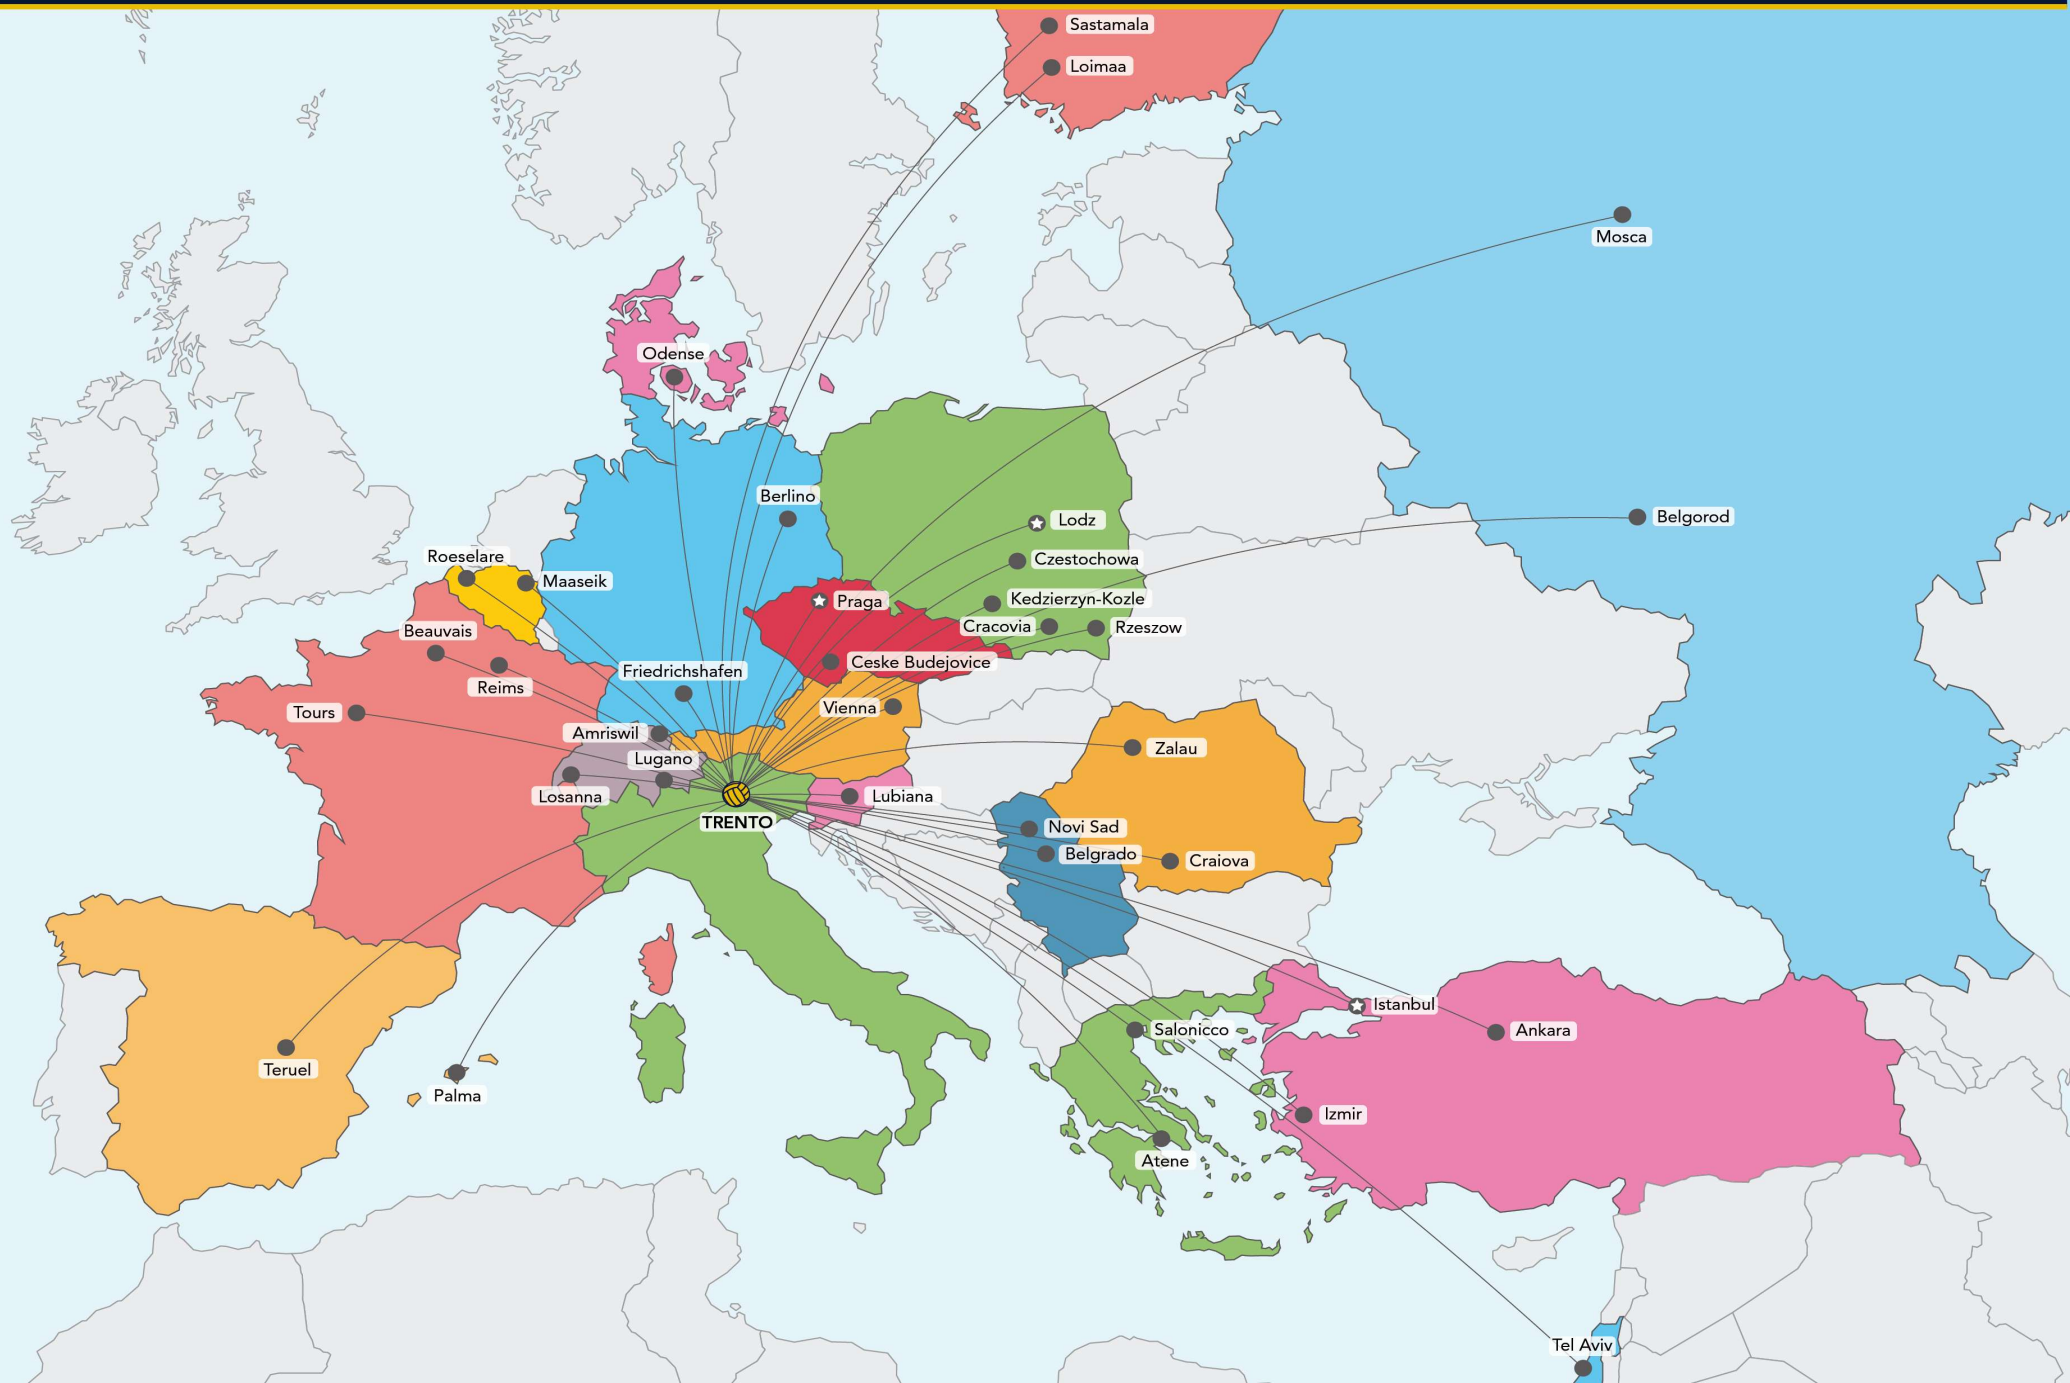 Sastamala
Loimaa
Mosca
Odense
Berlino
Belgorod
Lodz
Roeselare
Czestochowa
Maaseik
Kedzierzyn-Kozle
Praga
Cracovia
Rzeszow
Beauvais
Ceske Budejovice
Friedrichshafen
Reims
Vienna
Tours
Amriswil
Zalau
Lugano
Losanna
Lubiana
TRENTO
Novi Sad
Belgrado
Craiova
Istanbul
Salonicco
Ankara
Teruel
Palma
Izmir
Atene
Tel Aviv